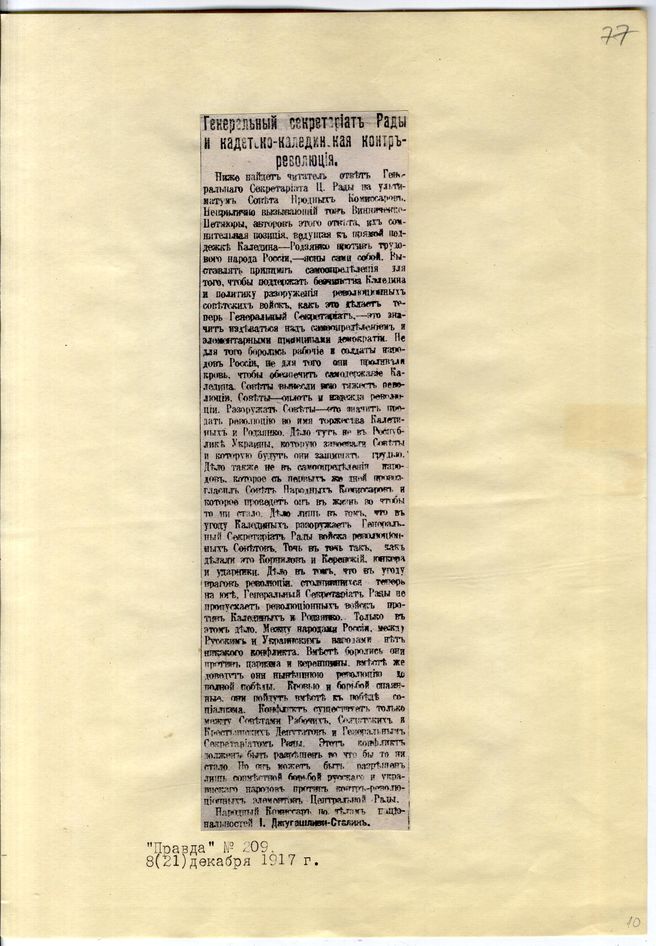 77
Генеральный секретаріатъ Рады
и кадетско-калединская контръ-
революція.
Ниже найдетъ читатель отвѣтъ Гене-
ральнаго Секретаріата Ц. Рады на ульти-
матумъ Совѣта Нродныхъ Комиссаровъ.
Неприлично вызывающій тонъ Винниченко-
Петлюры, авторовъ этого отвѣта, ихъ сом-
нительная позиція, ведущая къ прямой под-
держкѣ Каледина—Родзянко противъ трудо-
вого народа Россіи,—ясны сами собой. Вы-
ставлять принципъ самоопредѣленія для
того, чтобы поддержать бесчинства Каледина
и политику разоруженія революціонныхъ
совѣтскихъ войскъ, какъ это дѣлаетъ те-
перь Генеральный Секретаріатъ,—это зна-
читъ издѣваться надъ самоопредѣленіемъ и
элементарными принципами демократіи. Не
для того боролись рабочіе и солдаты наро-
довъ Россіи, не для того они проливали
кровь, чтобы обезпечить самодержавіе Ка-
ледина. Совѣты вынесли всю тяжесть рево-
люціи. Совѣты—оплотъ и надежда револю-
ціи. Разоружать Совѣты—это значитъ пре-
дать революцію во имя торжества Каледи-
ныхъ и Родзянко. Дѣло тутъ не въ Респуб-
ликѣ Украины, которую завоевали Совѣты
и которую будутъ они защищать грудью.
Дѣло также не въ самоопредѣленіи наро-
довъ, которое съ первыхъ же дней провоз-
гласилъ Совѣтъ Народныхъ Комиссаровъ и
которое проведетъ онъ въ жизнь во чтобы
то ни стало. Дѣло лишь въ томъ, что въ
угоду Калединыхъ разоружаетъ Генераль-
ный Секретаріатъ Рады войска революціон-
ныхъ Совѣтовъ. Точь въ точь такъ, какъ
дѣлали это Корниловъ и Керенскій, юнкера
и ударники. Дѣло въ томъ, что въ угоду
враговъ революціи, столпившихся теперь
на югѣ, Генеральный Секретаріатъ Рады не
пропускаетъ революціонныхъ войскъ про-
тивъ Калединыхъ и Родзянко. Только въ
этомъ дѣло. Между народами Россіи, между
Русскимъ и Украинскимъ народами нѣтъ
никакого конфликта. Вмѣстѣ боролись они
противъ царизма и керенщины, вмѣстѣ же
доведутъ они нынѣшнюю революцію до
полной побѣды. Кровью и борьбой спаян-
ные, они пойдутъ вмѣстѣ къ побѣдѣ со-
ціализма. Конфликтъ существуетъ только
между Совѣтами Рабочихъ, Солдатскихъ и
Крестьянскихъ Депутатовъ и Генеральнымъ
Секретаріатомъ Рады. Этотъ конфликтъ
долженъ быть разрѣшенъ во что бы то ни
стало. Но онъ можетъ быть разрѣшенъ
лишь совмѣстной борьбой русскаго и укра-
инскаго народовъ противъ контръ-револю-
ціонныхъ элементовъ Центральной Рады.
Народный Комиссаръ по дѣламъ націо-
нальностей І. Джугашвили-Сталинъ.
"Правда" № 209.
8(21)декабря 1917 г.
10